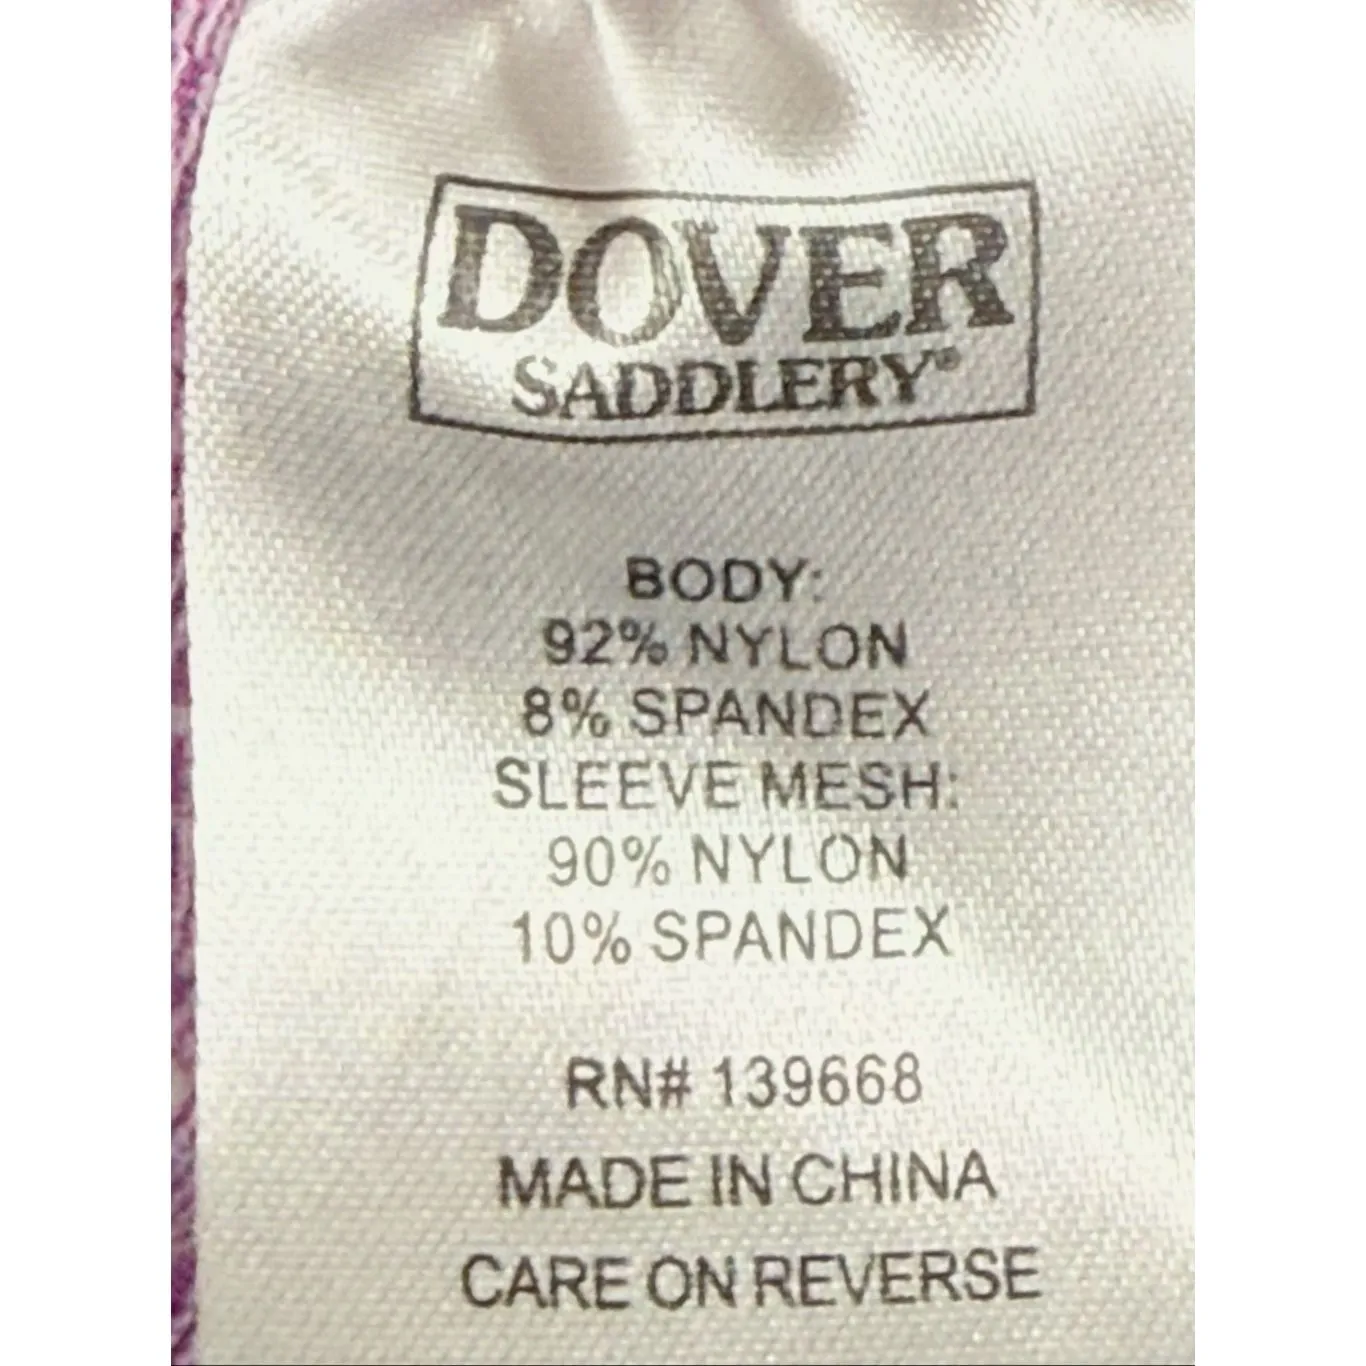 DOVER
SADDLERY®
BODY:
92% NYLON
8% SPANDEX
SLEEVE MESH:
90% NYLON
10% SPANDEX
RN# 139668
MADE IN CHINA
CARE ON REVERSE